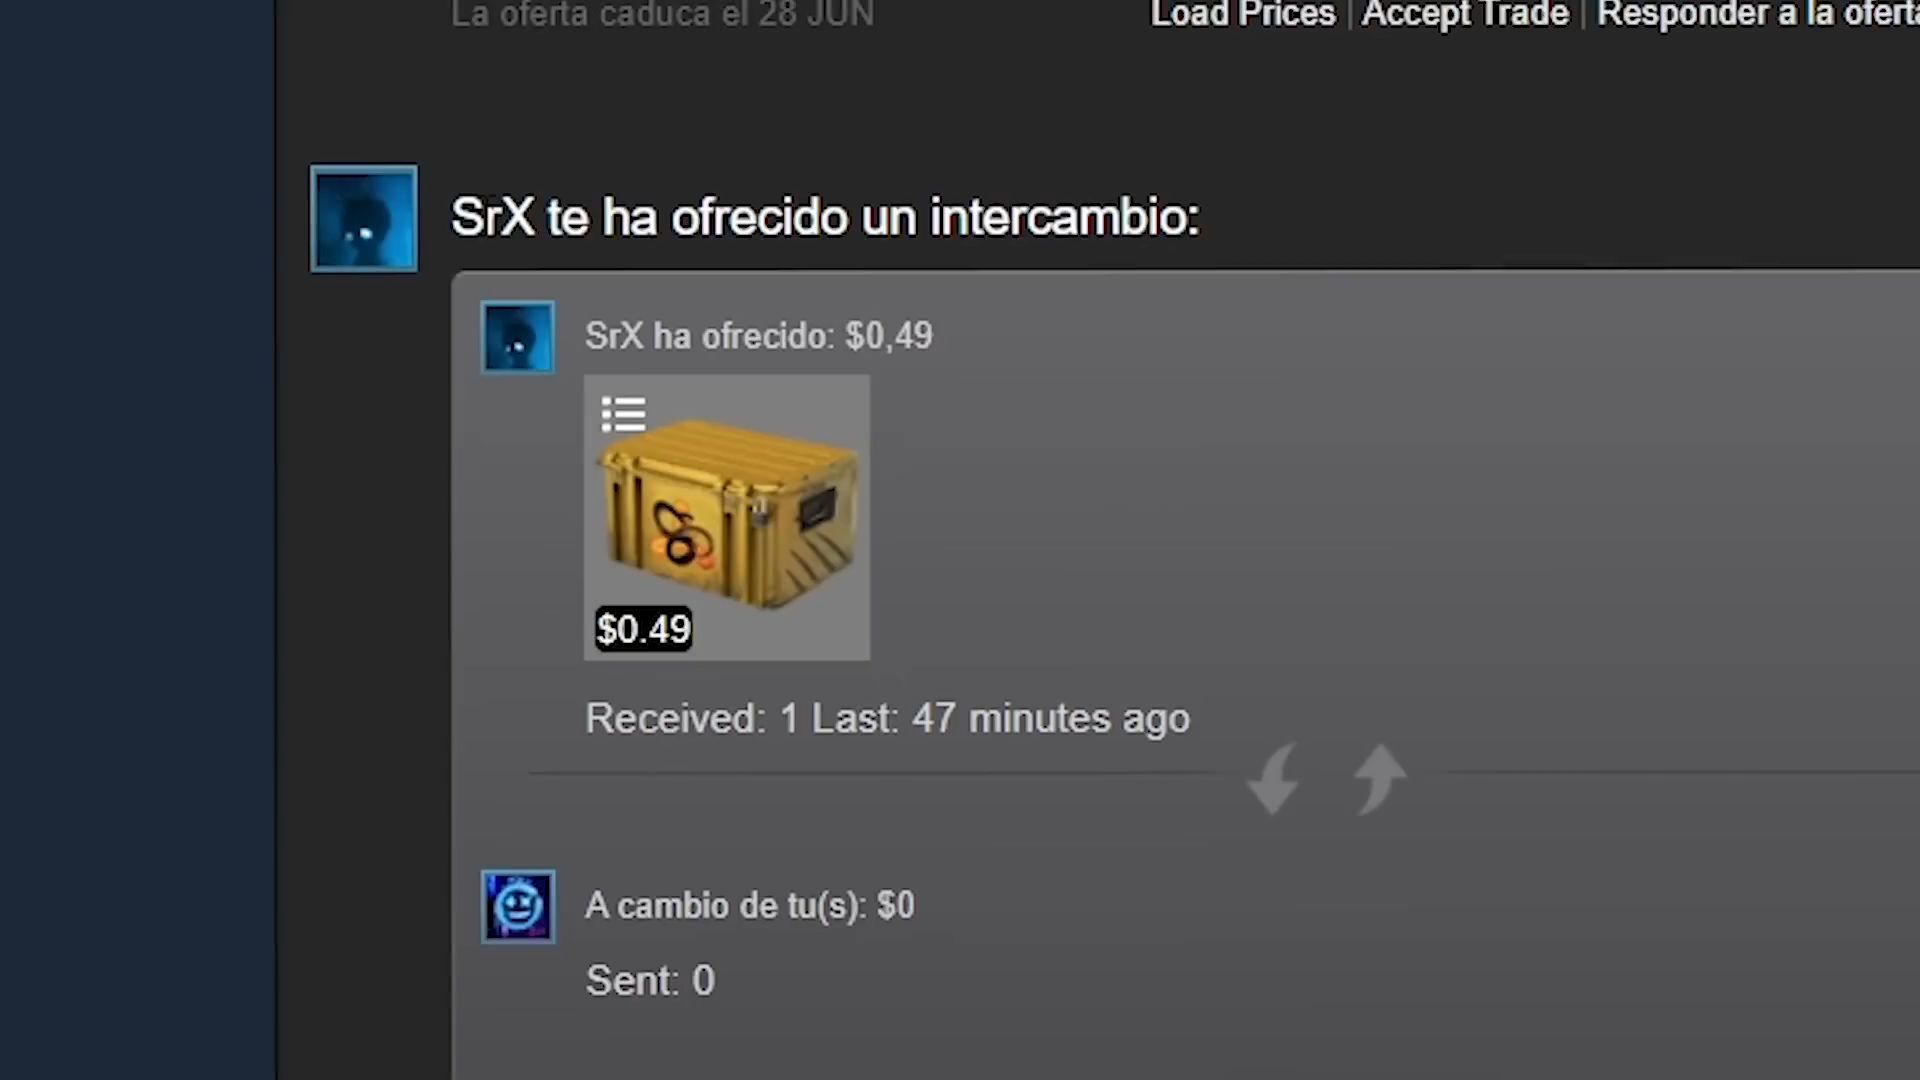 La oferta caduca el 28 JUN
Load Prices | Accept Trade | Responder a la oferta
SrX te ha ofrecido un intercambio:
SrX ha ofrecido: $0,49
$0.49
Received: 1 Last: 47 minutes ago
A cambio de tu(s): $0
Sent: 0